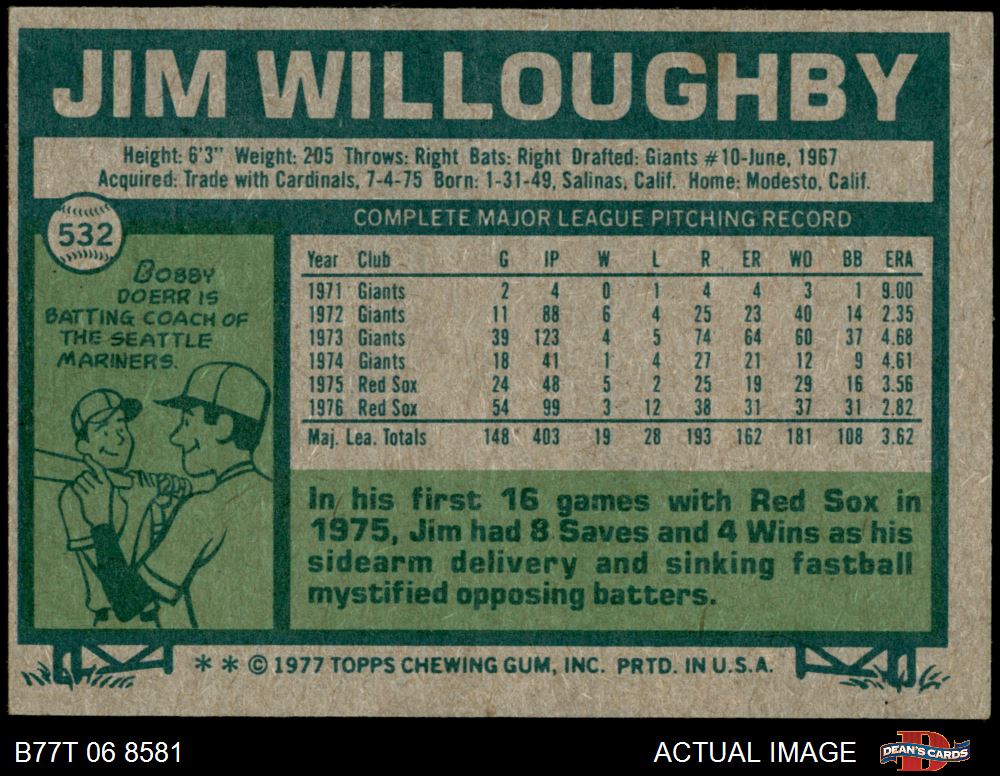 JIM WILLOUGHBY
Height: 6'3" Weight: 205 Throws: Right Bats: Right Drafted: Giants #10-June, 1967
Acquired: Trade with Cardinals, 7-4-75 Born: 1-31-49, Salinas, Calif. Home: Modesto, Calif.
532
BOBBY
DOERR IS
BATTING COACH OF
THE SEATTLE
MARINERS.
COMPLETE MAJOR LEAGUE PITCHING RECORD
Year Club G IP W L R ER WO BB ERA
1971 Giants 2 4 0 1 4 4 3 1 9.00
1972 Giants 11 88 6 4 25 23 40 14 2.35
1973 Giants 39 123 4 5 74 64 60 37 4.68
1974 Giants 18 41 1 4 27 21 12 9 4.61
1975 Red Sox 24 48 5 2 25 19 29 16 3.56
1976 Red Sox 54 99 3 12 38 31 37 31 2.82
Maj. Lea. Totals 148 403 19 28 193 162 181 108 3.62
In his first 16 games with Red Sox in
1975, Jim had 8 Saves and 4 Wins as his
sidearm delivery and sinking fastball
mystified opposing batters.
* * © 1977 TOPPS CHEWING GUM, INC. PRTD. IN U.S.A.
B77T 06 8581 ACTUAL IMAGE DEAN'S CARDS